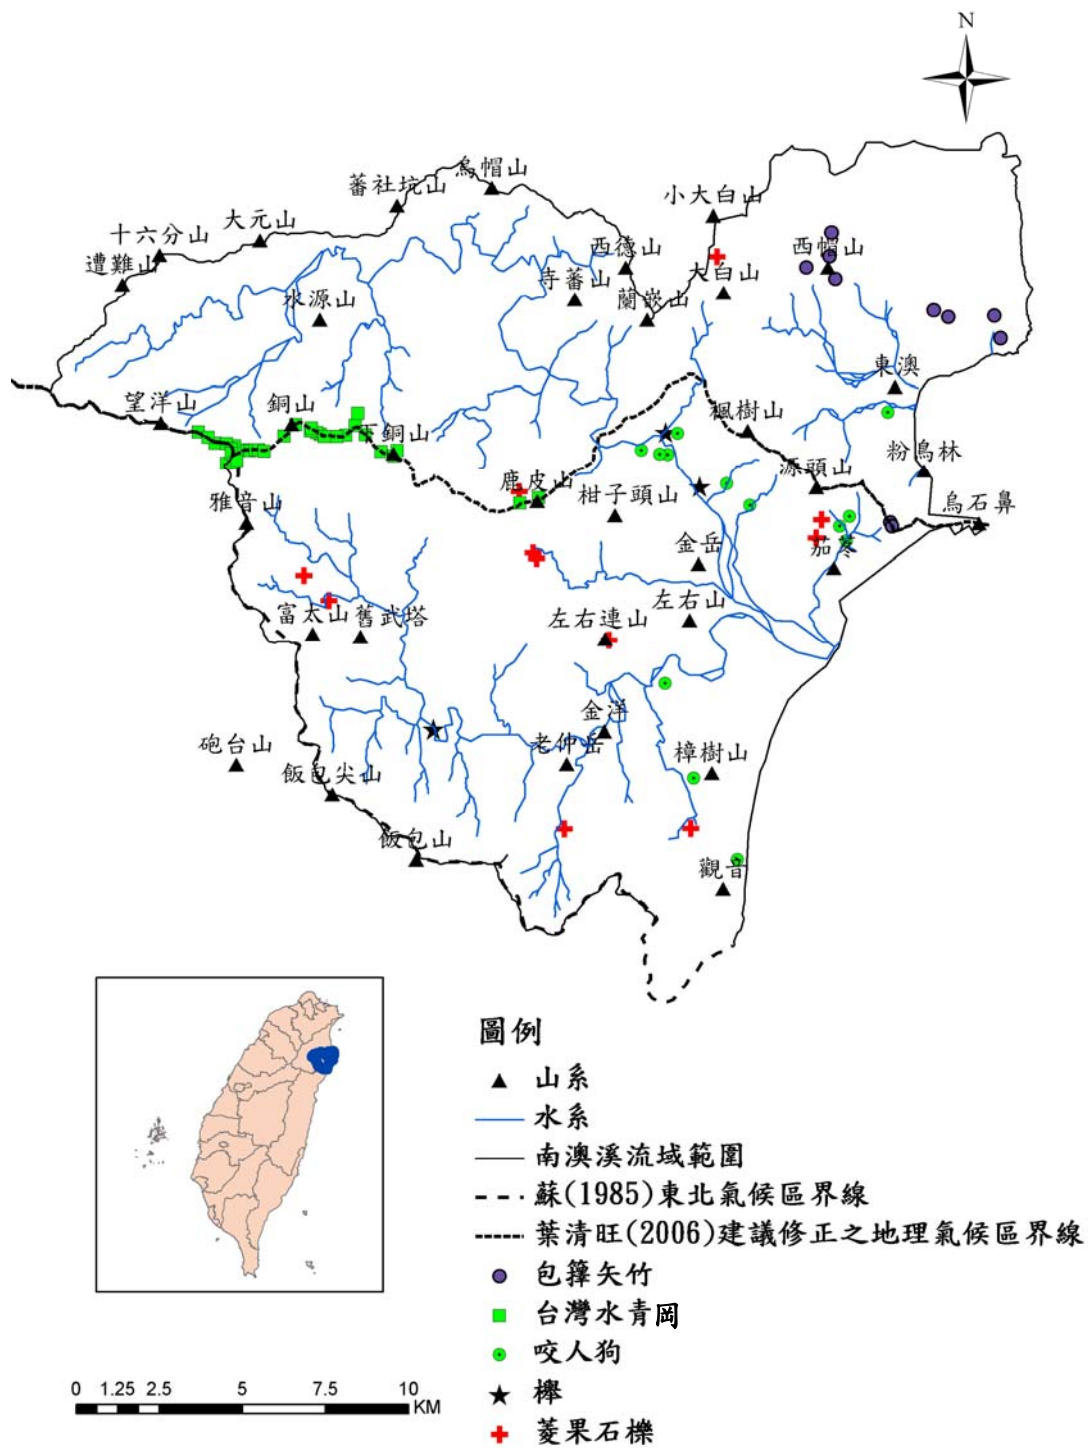 N
烏帽山
蕃社坑山
小大白山
大元山
十六分山
西德山
西帽山
遭難山
大白山
寺蕃山
水源山
蘭嵌山
東澳
望洋山
銅山
楓樹山
下銅山
粉鳥林
源頭山
鹿皮山
柑子頭山
雅音山
烏石鼻
金岳
茄苳
左右山
富太山
舊武塔
左右連山
金洋
砲台山
老仲岳
樟樹山
飯包尖山
飯包山
觀音
圖例
山系
水系
南澳溪流域範圍
蘇(1985)東北氣候區界線
葉清旺(2006)建議修正之地理氣候區界線
包籜矢竹
台灣水青岡
咬人狗
櫸
菱果石櫟
0 1.25 2.5 5 7.5 10
KM